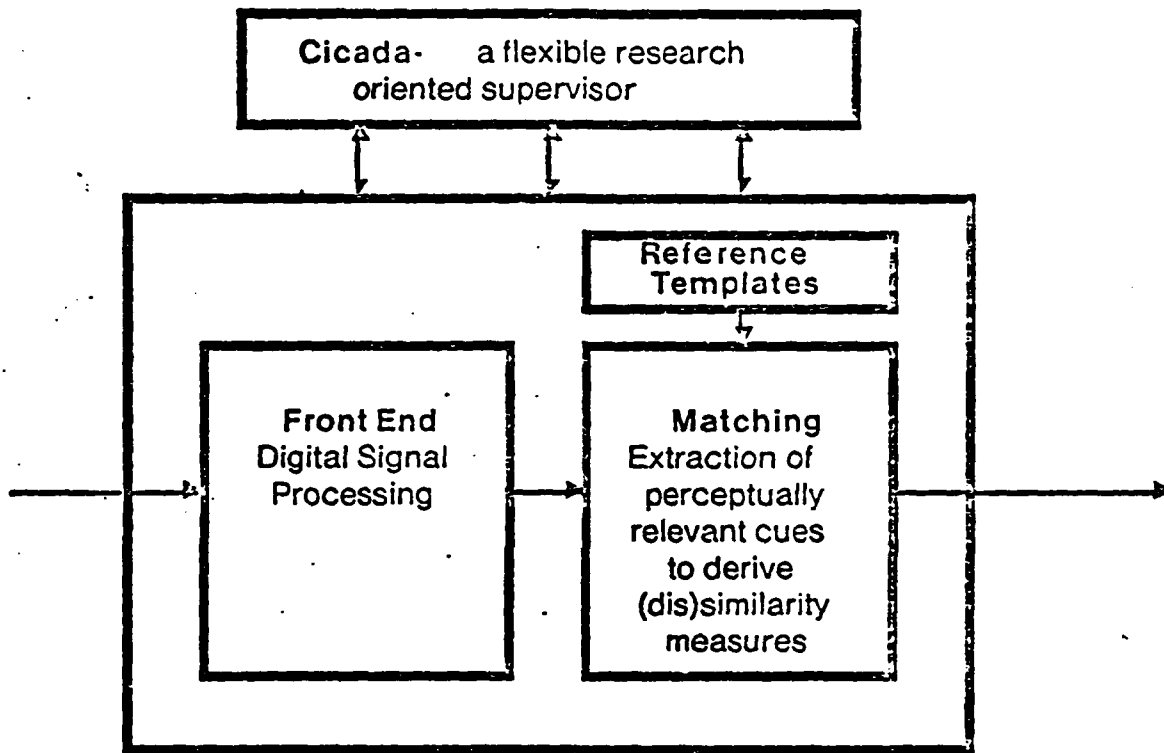 Cicada- a flexible research
oriented supervisor
Reference
Templates
Front End
Digital Signal
Processing
Matching
Extraction of
perceptually
relevant cues
to derive
(dis)similarity
measures